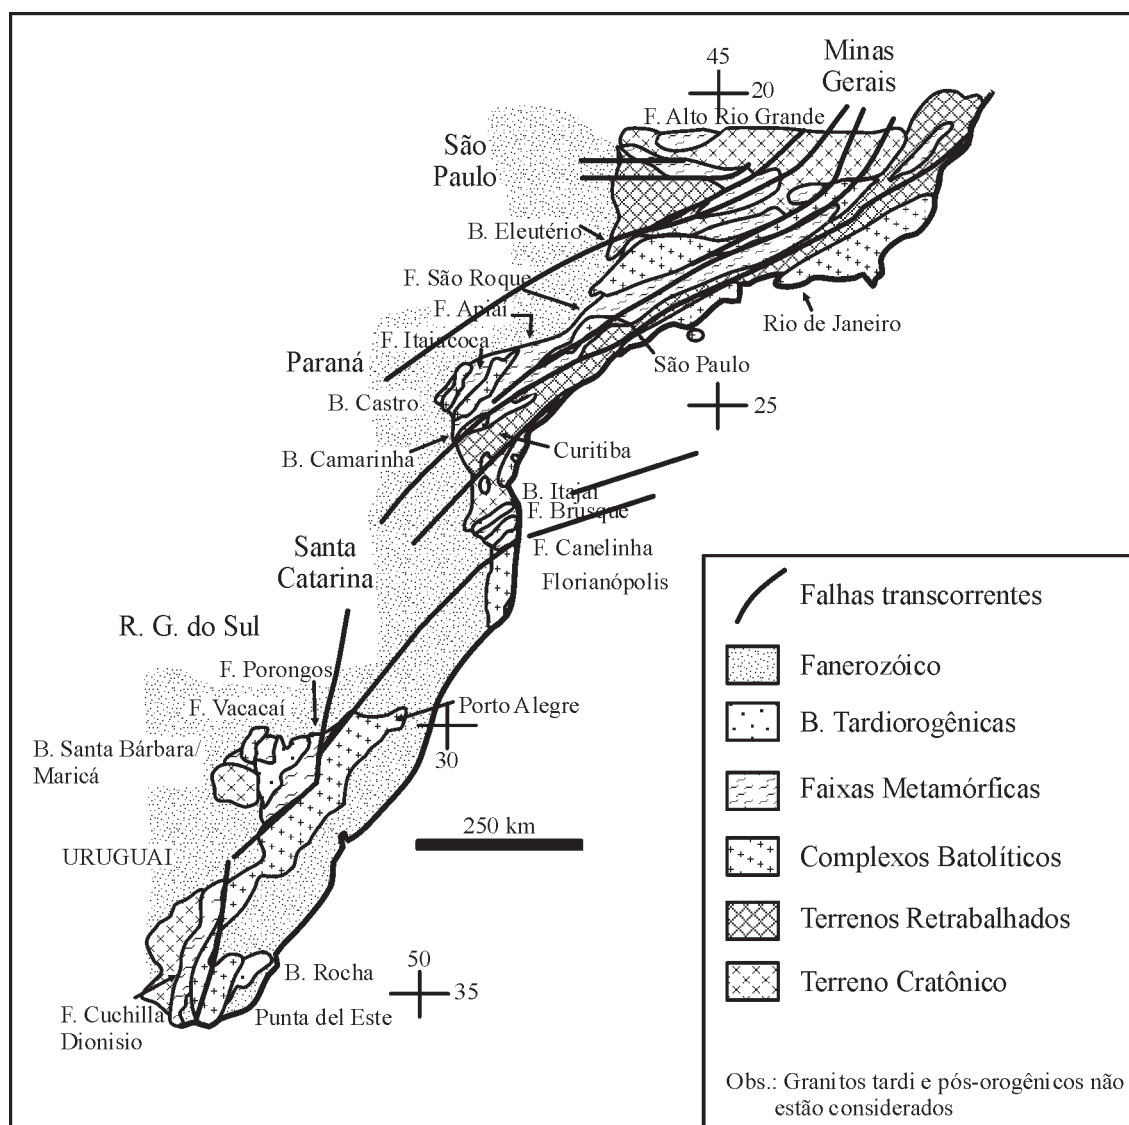 45
Minas
Gerais
20
F. Alto Rio Grande
São
Paulo
B. Eleutério
F. São Roque
F. Apiaí
F. Itaiacoca
Paraná
Rio de Janeiro
São Paulo
B. Castro
25
Curitiba
B. Camarinha
B. Itajaí
F. Brusque
Santa
Catarina
F. Canelinha
Florianópolis
R. G. do Sul
F. Porongos
F. Vacacaí
Porto Alegre
B. Santa Bárbara/
Maricá
30
250 km
URUGUAI
50
35
B. Rocha
Punta del Este
F. Cuchilla
Dionisio
Falhas transcorrentes
Fanerozóico
B. Tardiorogênicas
Faixas Metamórficas
Complexos Batolíticos
Terrenos Retrabalhados
Terreno Cratônico
Obs.: Granitos tardi e pós-orogênicos não
estão considerados